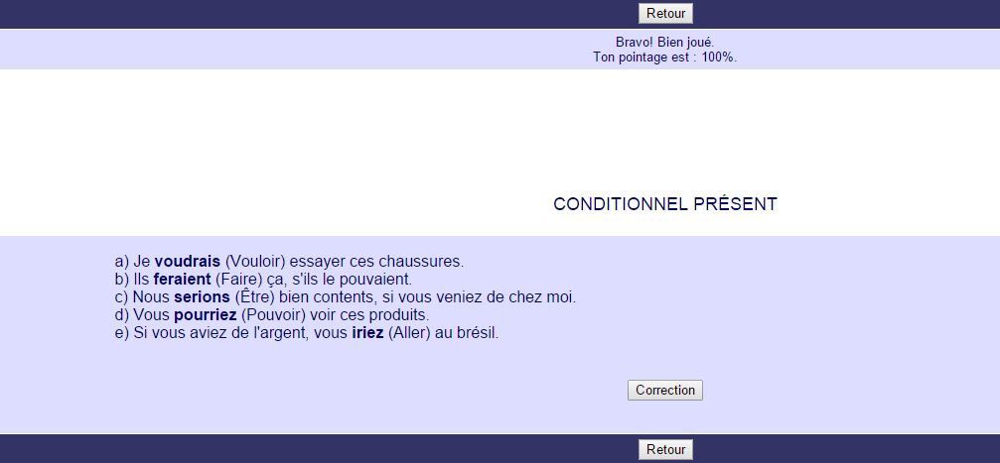 Retour
Bravo! Bien joué.
Ton pointage est : 100%.
CONDITIONNEL PRÉSENT
a) Je voudrais (Vouloir) essayer ces chaussures.
b) Ils feraient (Faire) ça, s'ils le pouvaient.
c) Nous serions (Être) bien contents, si vous veniez de chez moi.
d) Vous pourriez (Pouvoir) voir ces produits.
e) Si vous aviez de l'argent, vous iriez (Aller) au brésil.
Correction
Retour